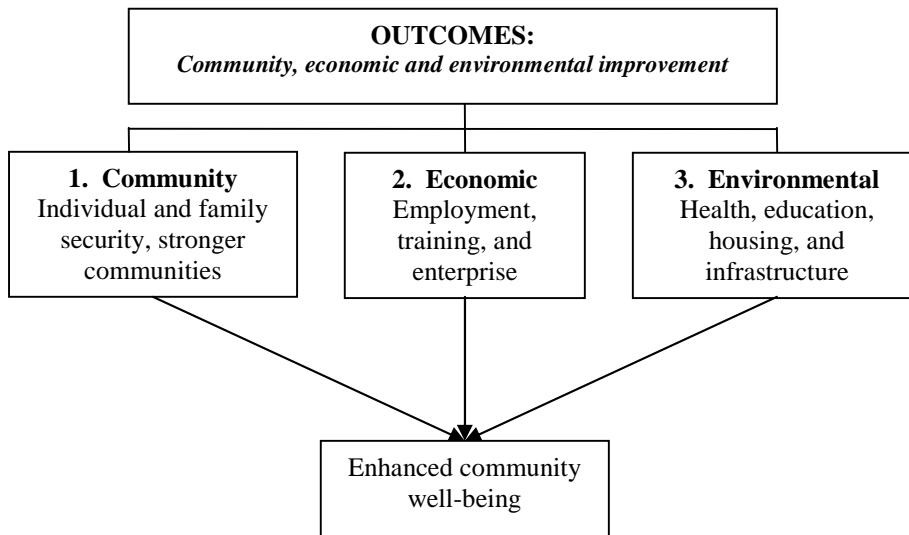 OUTCOMES:
Community, economic and environmental improvement
1. Community
Individual and family
security, stronger
communities
2. Economic
Employment,
training, and
enterprise
3. Environmental
Health, education,
housing, and
infrastructure
Enhanced community
well-being